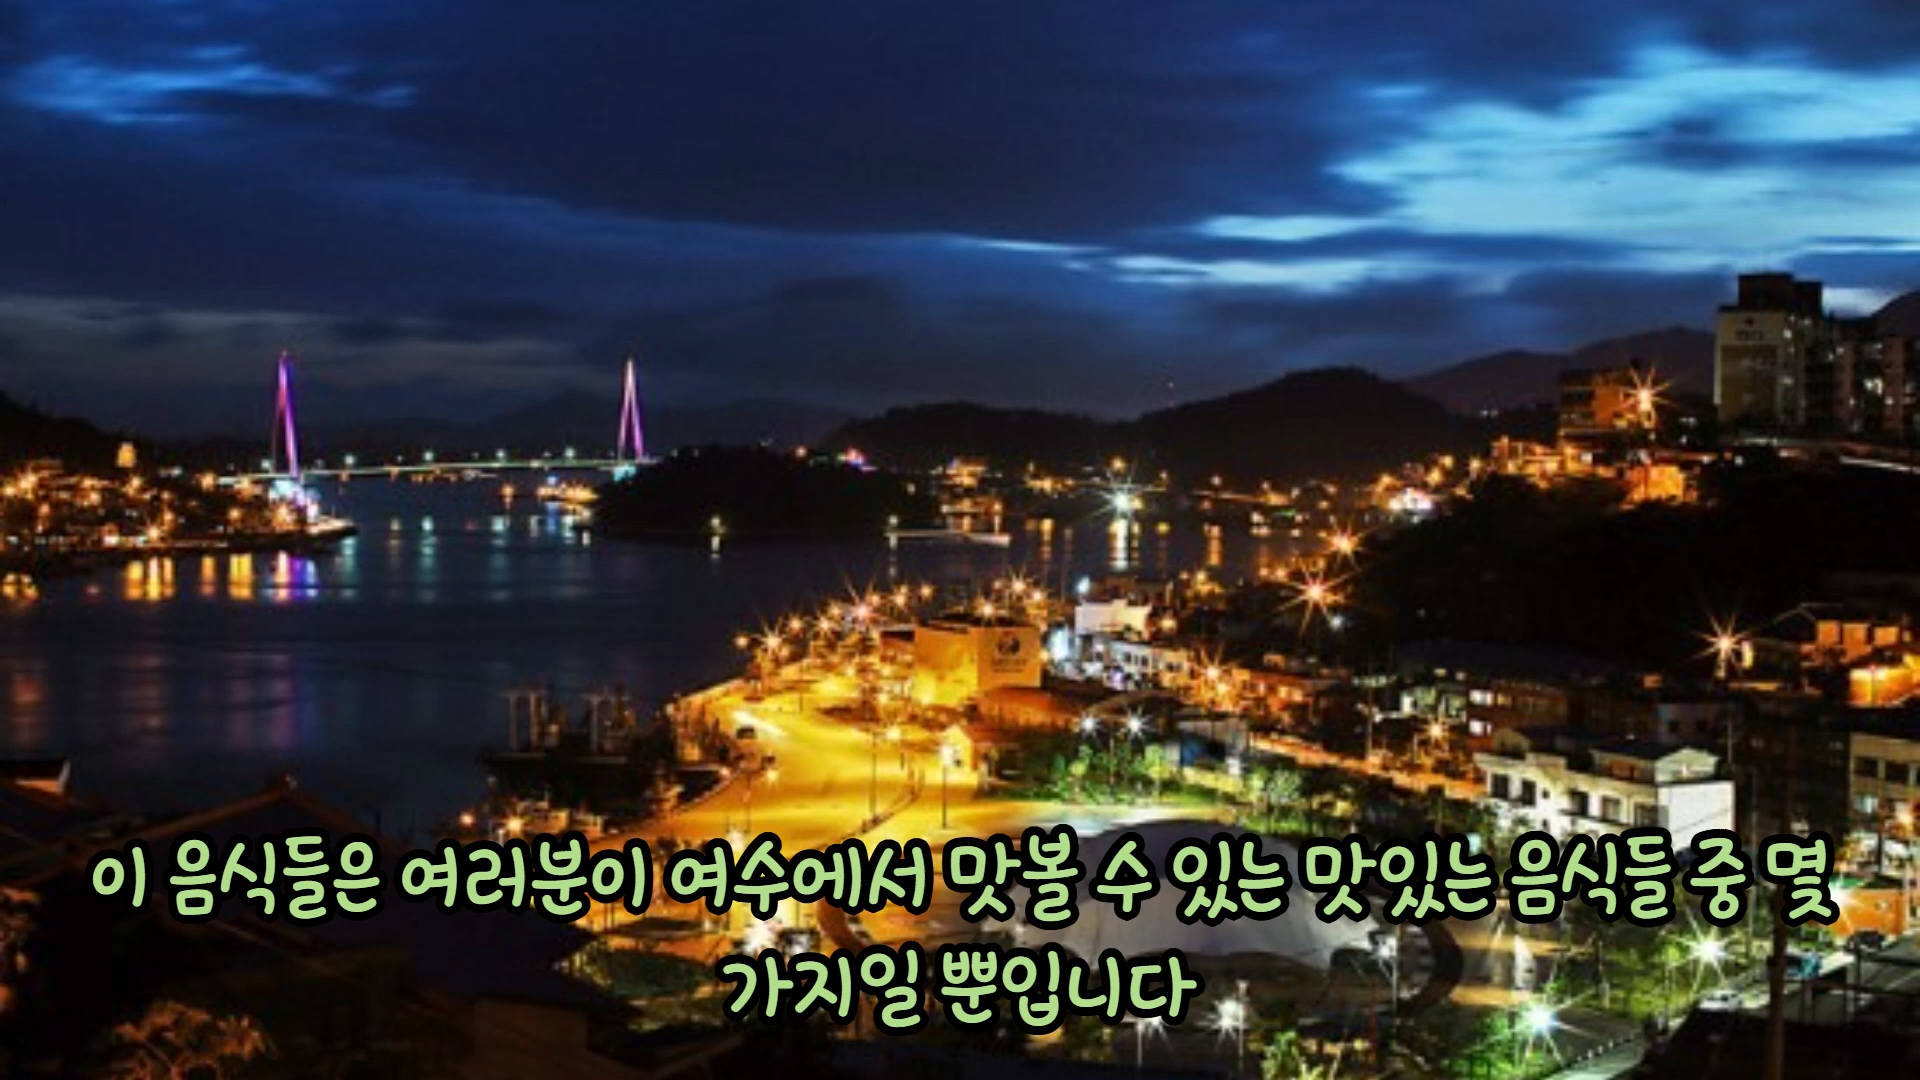 이 음식들은 여러분이 여수에서 맛볼 수 있는 맛있는 음식들 중 몇
가지일 뿐입니다